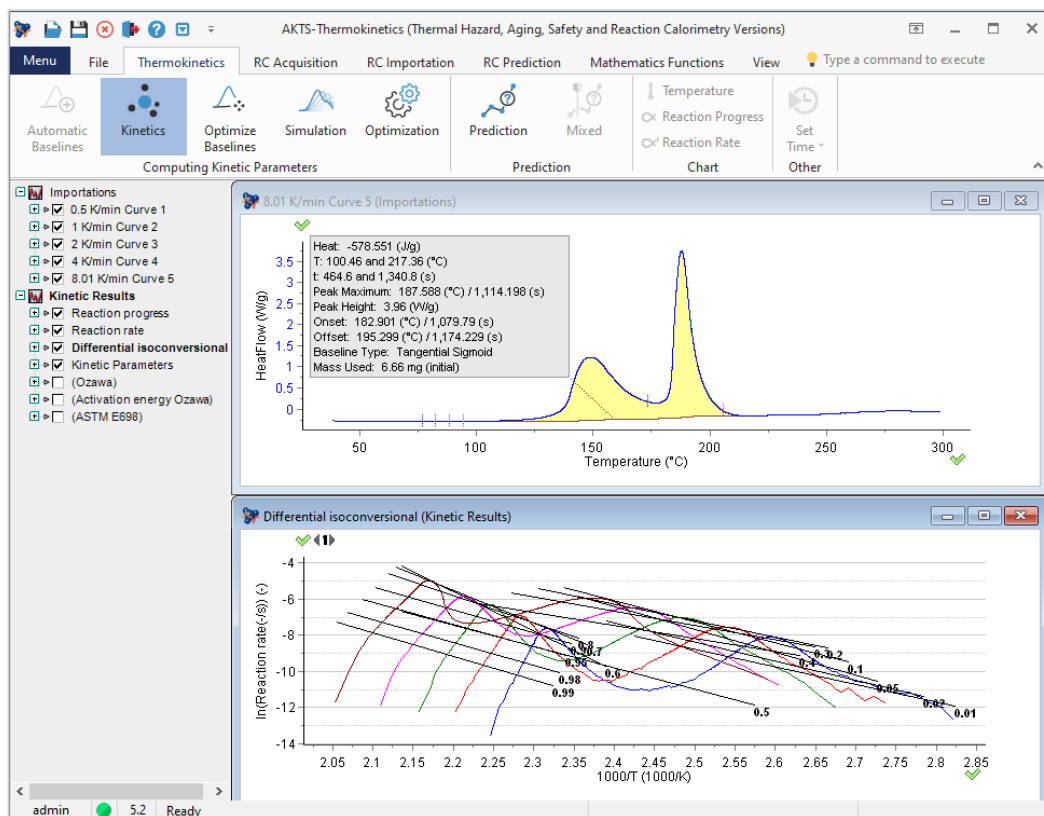 AKTS-Thermokinetics (Thermal Hazard, Aging, Safety and Reaction Calorimetry Versions)
Menu File Thermokinetics RC Acquisition RC Importation RC Prediction Mathematics Functions View Type a command to execute
Automatic Baselines
Kinetics
Optimize Baselines
Simulation
Optimization
Computing Kinetic Parameters
Prediction
Mixed
Prediction
Temperature
Reaction Progress
Reaction Rate
Chart
Set Time
Other
Importations
0.5 K/min Curve 1
1 K/min Curve 2
2 K/min Curve 3
4 K/min Curve 4
8.01 K/min Curve 5
Kinetic Results
Reaction progress
Reaction rate
Differential isoconversional
Kinetic Parameters
(Ozawa)
(Activation energy Ozawa)
(ASTM E698)
8.01 K/min Curve 5 (Importations)
Heat: -578.551 (J/g)
T: 100.46 and 217.36 (°C)
t: 464.6 and 1,340.8 (s)
Peak Maximum: 187.588 (°C) / 1,114.198 (s)
Peak Height: 3.96 (W/g)
Onset: 182.901 (°C) / 1,079.79 (s)
Offset: 195.299 (°C) / 1,174.229 (s)
Baseline Type: Tangential Sigmoid
Mass Used: 6.66 mg (initial)
HeatFlow (W/g)
3.5
3
2.5
2
1.5
1
0.5
0
50 100 150 200 250 300
Temperature (°C)
Differential isoconversional (Kinetic Results)
1
ln(Reaction rate(-/s)) (-)
-4
-6
-8
-10
-12
-14
0.8
0.7
0.95
0.6
0.98
0.99
0.5
0.3
0.2
0.4
0.1
0.05
0.02
0.01
2.05 2.1 2.15 2.2 2.25 2.3 2.35 2.4 2.45 2.5 2.55 2.6 2.65 2.7 2.75 2.8 2.85
1000/T (1000/K)
admin 5.2 Ready